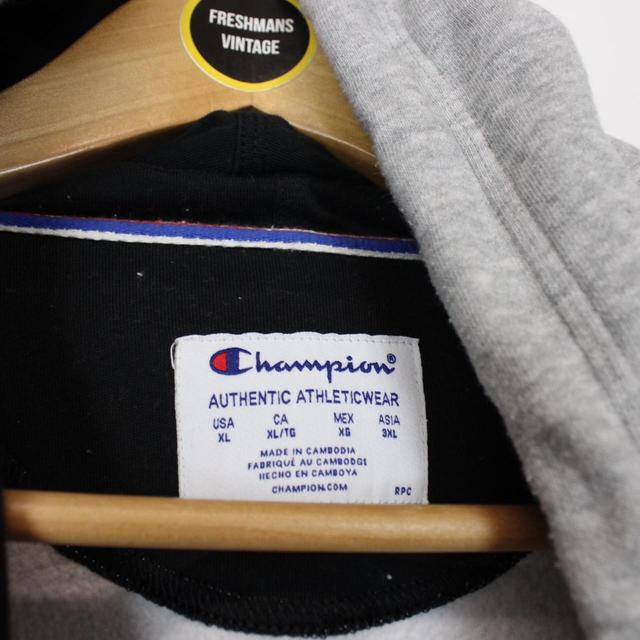 FRESHMANS
VINTAGE
Champion®
AUTHENTIC ATHLETICWEAR
USA CA MEX ASIA
XL XL/TG XG 3XL
MADE IN CAMBODIA
FABRIQUÉ AU CAMBODGE
HECHO EN CAMBOYA
CHAMPION.COM RPC